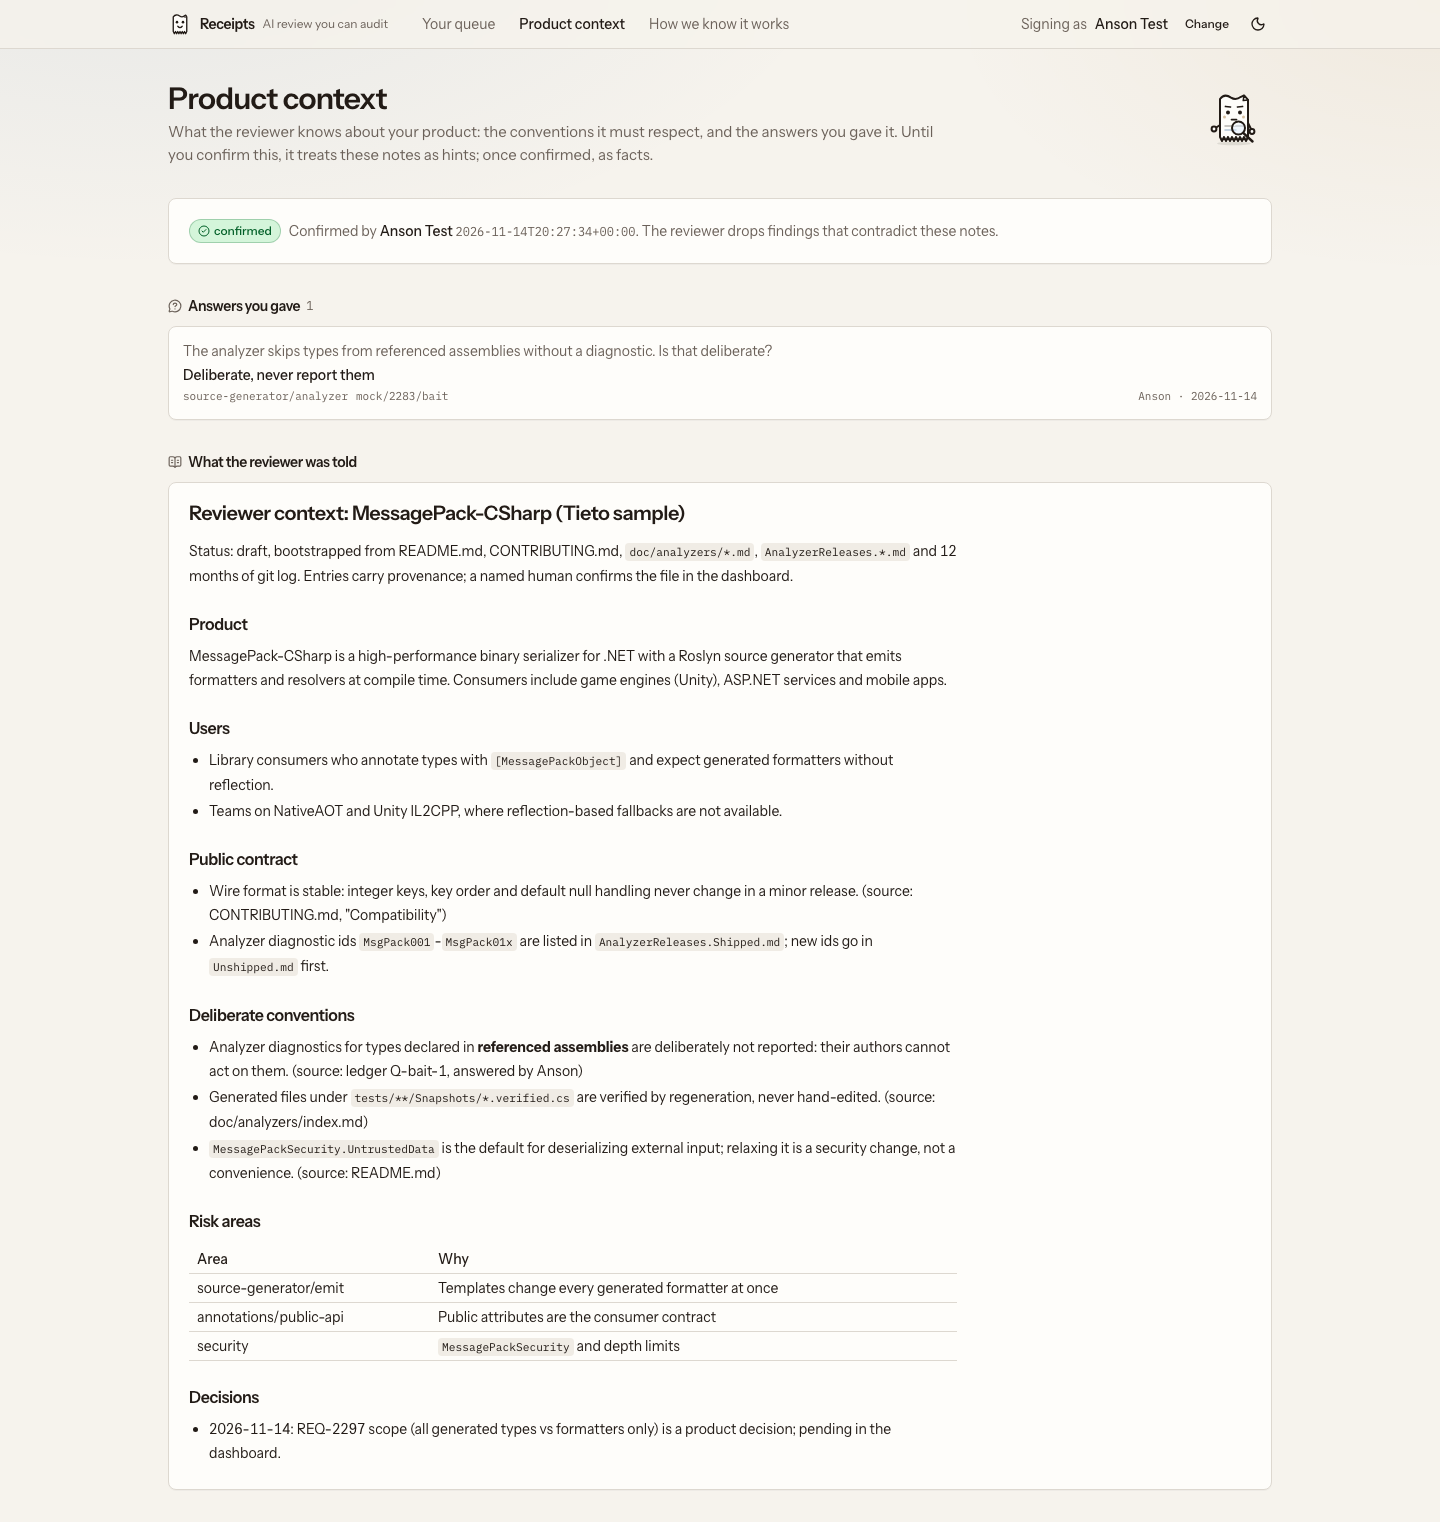 Receipts AI review you can audit Your queue Product context How we know it works Signing as Anson Test Change
Product context
What the reviewer knows about your product: the conventions it must respect, and the answers you gave it. Until
you confirm this, it treats these notes as hints; once confirmed, as facts.
confirmed Confirmed by Anson Test 2026-11-14T20:27:34+00:00. The reviewer drops findings that contradict these notes.
Answers you gave 1
The analyzer skips types from referenced assemblies without a diagnostic. Is that deliberate?
Deliberate, never report them
source-generator/analyzer mock/2283/bait Anson · 2026-11-14
What the reviewer was told
Reviewer context: MessagePack-CSharp (Tieto sample)
Status: draft, bootstrapped from README.md, CONTRIBUTING.md, doc/analyzers/*.md, AnalyzerReleases.*.md and 12
months of git log. Entries carry provenance; a named human confirms the file in the dashboard.
Product
MessagePack-CSharp is a high-performance binary serializer for .NET with a Roslyn source generator that emits
formatters and resolvers at compile time. Consumers include game engines (Unity), ASP.NET services and mobile apps.
Users
• Library consumers who annotate types with [MessagePackObject] and expect generated formatters without
reflection.
• Teams on NativeAOT and Unity IL2CPP, where reflection-based fallbacks are not available.
Public contract
• Wire format is stable: integer keys, key order and default null handling never change in a minor release. (source:
CONTRIBUTING.md, "Compatibility")
• Analyzer diagnostic ids MsgPack001-MsgPack01x are listed in AnalyzerReleases.Shipped.md; new ids go in
Unshipped.md first.
Deliberate conventions
• Analyzer diagnostics for types declared in referenced assemblies are deliberately not reported: their authors cannot
act on them. (source: ledger Q-bait-1, answered by Anson)
• Generated files under tests/**/Snapshots/*.verified.cs are verified by regeneration, never hand-edited. (source:
doc/analyzers/index.md)
• MessagePackSecurity.UntrustedData is the default for deserializing external input; relaxing it is a security change, not a
convenience. (source: README.md)
Risk areas
Area Why
source-generator/emit Templates change every generated formatter at once
annotations/public-api Public attributes are the consumer contract
security MessagePackSecurity and depth limits
Decisions
• 2026-11-14: REQ-2297 scope (all generated types vs formatters only) is a product decision; pending in the
dashboard.